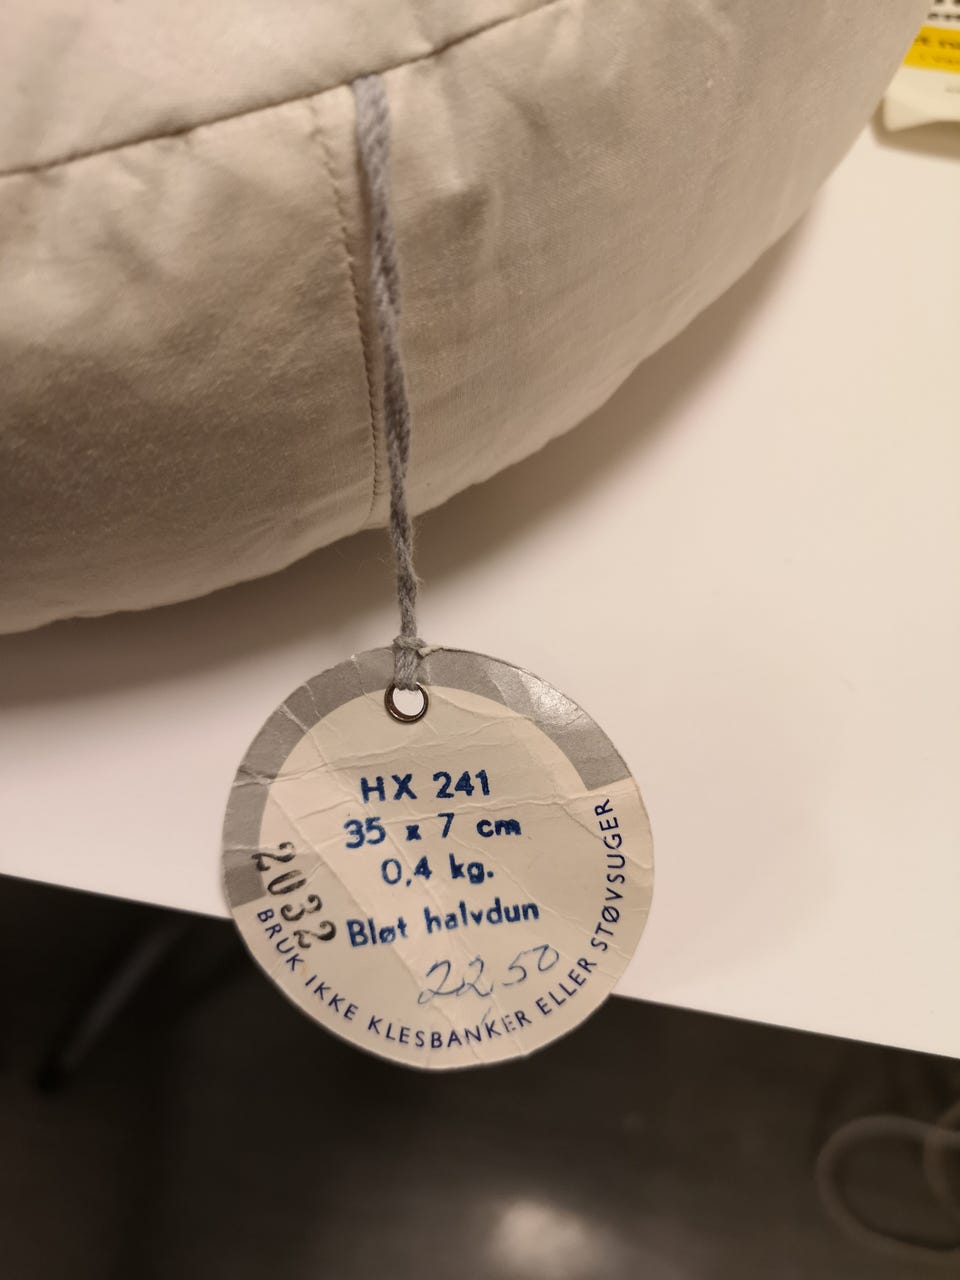 HX 241
35 x 7 cm
0,4 kg.
Bløt halvdun
22 50
2032
BRUK IKKE KLESBANKER ELLER STØVSUGER